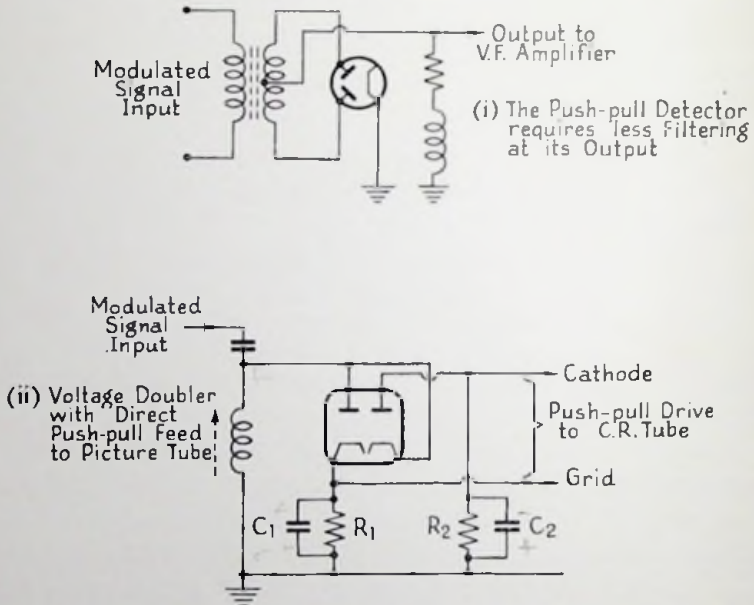 Modulated
Signal
Input
Output to
V.F. Amplifier
(i) The Push-pull Detector
requires less Filtering
at its Output
Modulated
Signal
Input
(ii) Voltage Doubler
with Direct
Push-pull Feed
to Picture Tube
Cathode
Push-pull Drive
to C.R. Tube
Grid
C1
R1
R2
C2